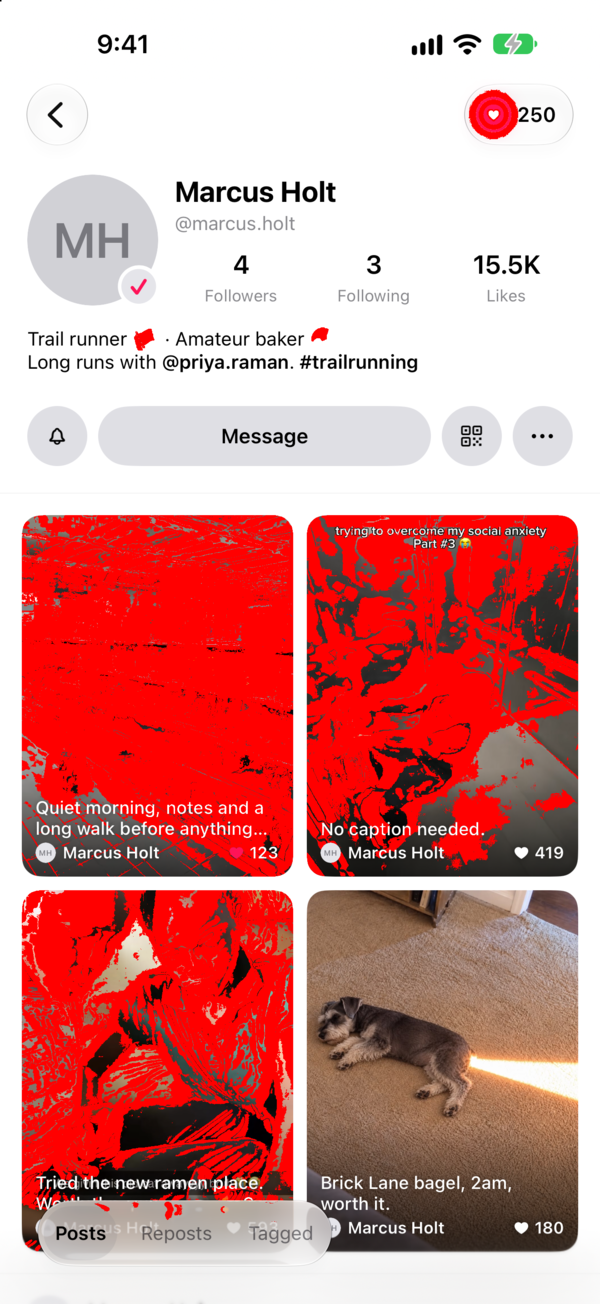 9:41
250
MH
Marcus Holt
@marcus.holt
4
3
15.5K
Followers
Following
Likes
Trail runner · Amateur baker
Long runs with @priya.raman. #trailrunning
Message
trying to overcome my social anxiety
Part #3 😭
Quiet morning, notes and a
long walk before anything...
MH Marcus Holt
123
No caption needed.
MH Marcus Holt
419
Tried the new ramen place.
Brick Lane bagel, 2am,
worth it.
Marcus Holt
180
Posts
Reposts
Tagged